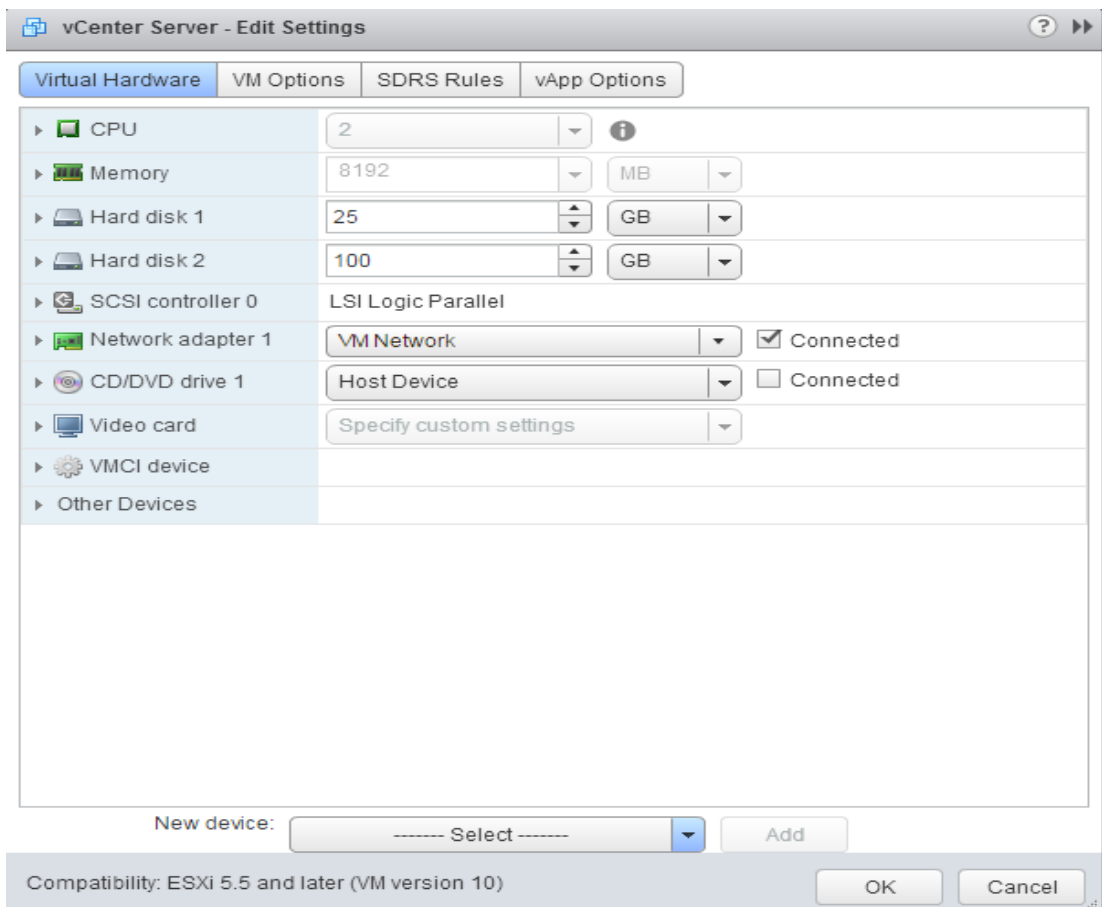 vCenter Server - Edit Settings ?
Virtual Hardware VM Options SDRS Rules vApp Options
CPU 2 i
Memory 8192 MB
Hard disk 1 25 GB
Hard disk 2 100 GB
SCSI controller 0 LSI Logic Parallel
Network adapter 1 VM Network Connected
CD/DVD drive 1 Host Device Connected
Video card Specify custom settings
VMCI device
Other Devices
New device: ------- Select ------- Add
Compatibility: ESXi 5.5 and later (VM version 10) OK Cancel